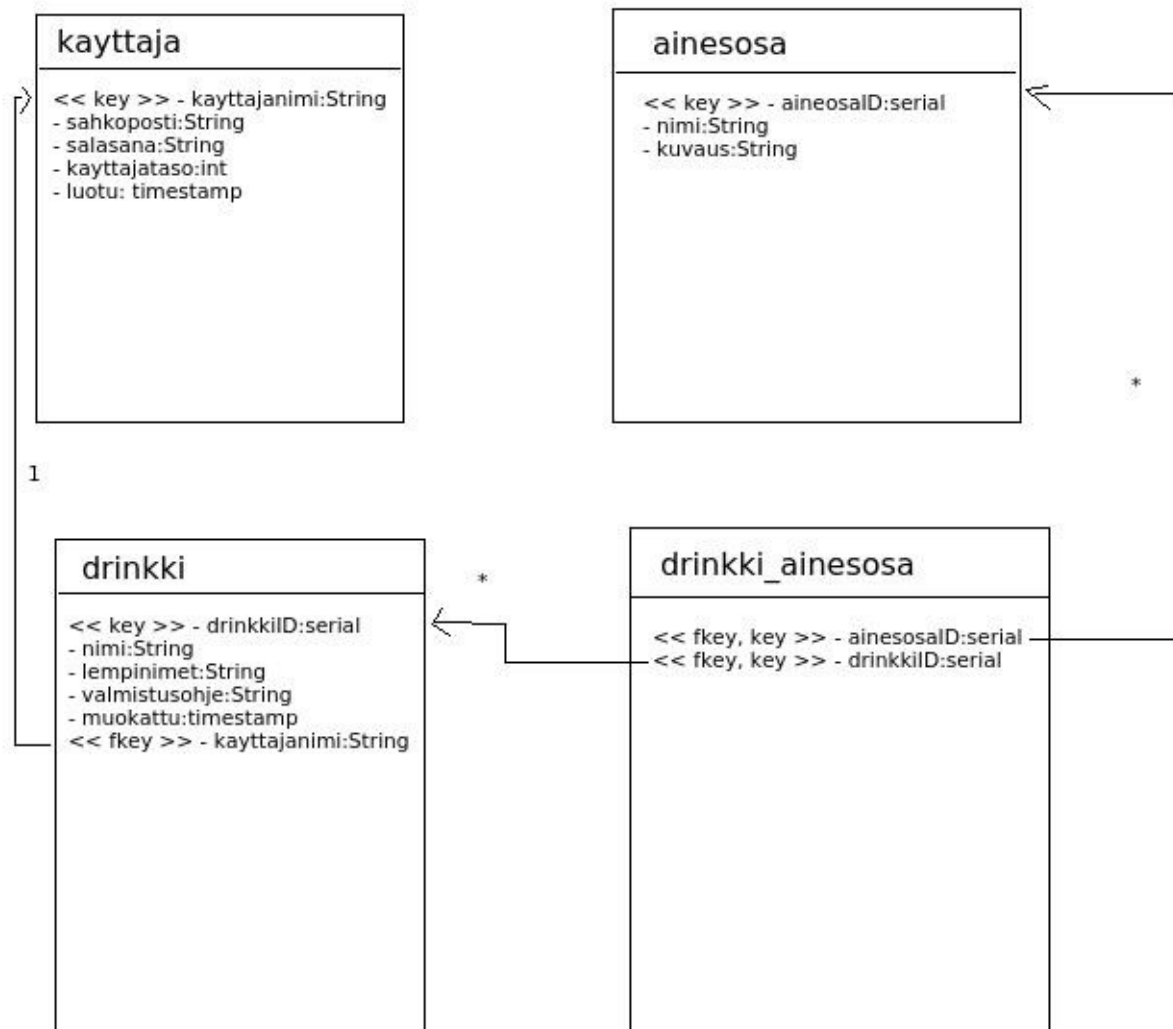 kayttaja
<< key >> - kayttajanimi:String
- sahkoposti:String
- salasana:String
- kayttajataso:int
- luotu: timestamp
ainesosa
<< key >> - aineosaID:serial
- nimi:String
- kuvaus:String
*
1
drinkki
<< key >> - drinkkiID:serial
- nimi:String
- lempinimet:String
- valmistusohje:String
- muokattu:timestamp
<< fkey >> - kayttajanimi:String
*
drinkki_ainesosa
<< fkey, key >> - ainesosaID:serial
<< fkey, key >> - drinkkiID:serial